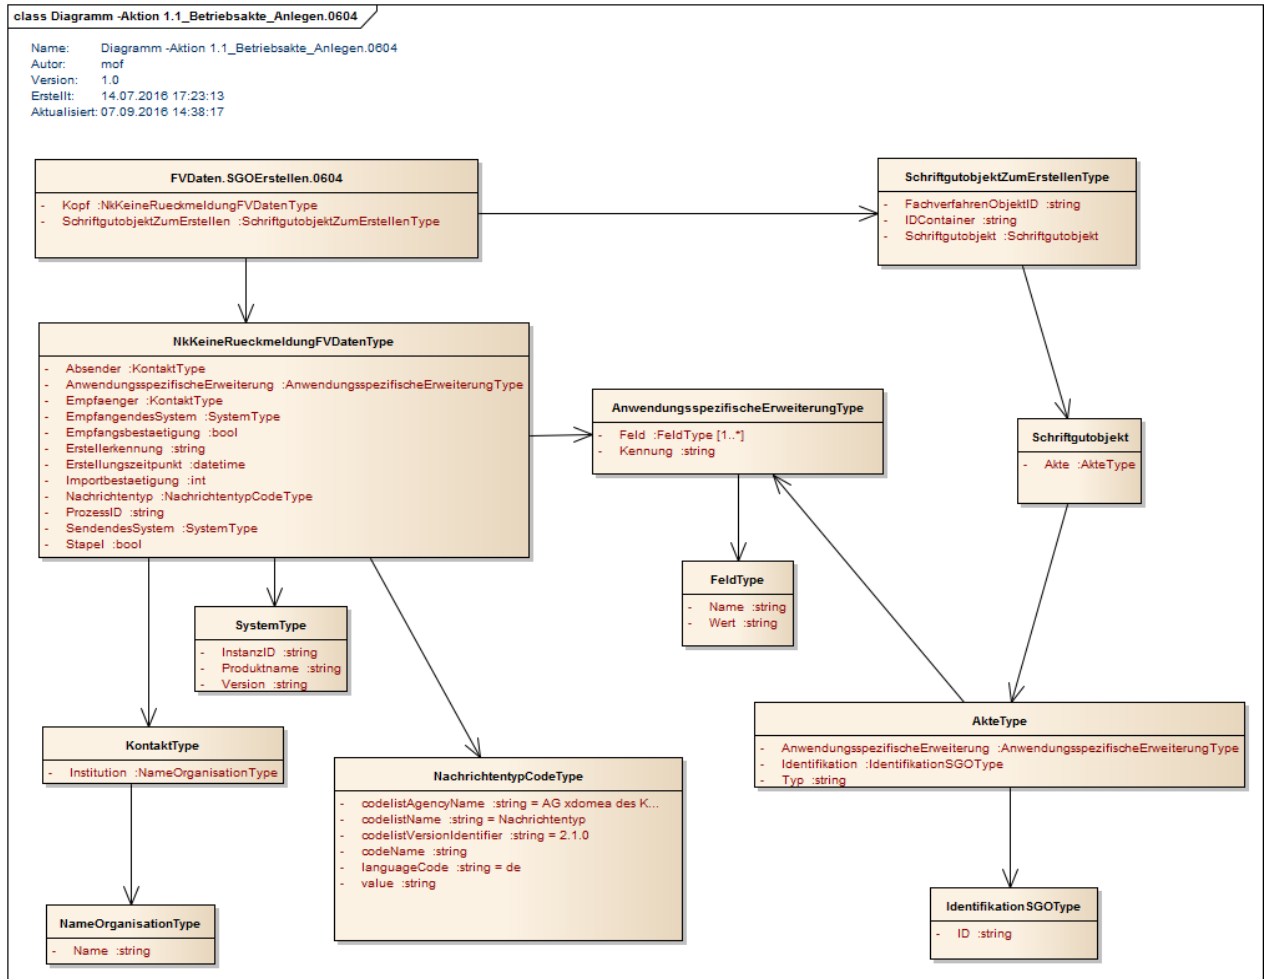 class Diagramm -Aktion 1.1_Betriebsakte_Anlegen.0604
Name: Diagramm -Aktion 1.1_Betriebsakte_Anlegen.0604
Autor: mof
Version: 1.0
Erstellt: 14.07.2016 17:23:13
Aktualisiert: 07.09.2016 14:38:17
FVDaten.SGOErstellen.0604
- Kopf :NkKeineRueckmeldungFVDatenType
- SchriftgutobjektZumErstellen :SchriftgutobjektZumErstellenType
SchriftgutobjektZumErstellenType
- FachverfahrenObjektID :string
- IDContainer :string
- Schriftgutobjekt :Schriftgutobjekt
NkKeineRueckmeldungFVDatenType
- Absender :KontaktType
- AnwendungsspezifischeErweiterung :AnwendungsspezifischeErweiterungType
- Empfaenger :KontaktType
- EmpfangendesSystem :SystemType
- Empfangsbestaetigung :bool
- Erstellerkennung :string
- Erstellungszeitpunkt :datetime
- Importbestaetigung :int
- Nachrichtentyp :NachrichtentypCodeType
- ProzessID :string
- SendendesSystem :SystemType
- Stapel :bool
AnwendungsspezifischeErweiterungType
- Feld :FeldType [1..*]
- Kennung :string
Schriftgutobjekt
- Akte :AkteType
FeldType
- Name :string
- Wert :string
SystemType
- InstanzID :string
- Produktname :string
- Version :string
AkteType
- AnwendungsspezifischeErweiterung :AnwendungsspezifischeErweiterungType
- Identifikation :IdentifikationSGOType
- Typ :string
KontaktType
- Institution :NameOrganisationType
NachrichtentypCodeType
- codelistAgencyName :string = AG xdomea des K...
- codelistName :string = Nachrichtentyp
- codelistVersionIdentifier :string = 2.1.0
- codeName :string
- languageCode :string = de
- value :string
NameOrganisationType
- Name :string
IdentifikationSGOType
- ID :string